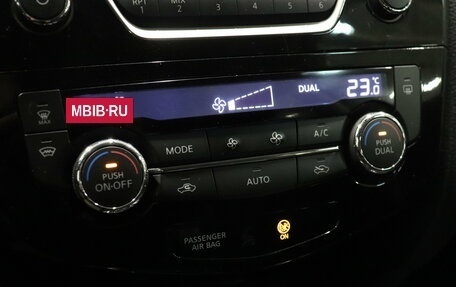 RPT MIX
1 2 3 4 5 6
DUAL 23.0 °C
MBIB·RU
MAX
MODE A/C
PUSH
ON·OFF
PUSH
DUAL
AUTO
PASSENGER
AIR BAG
ON